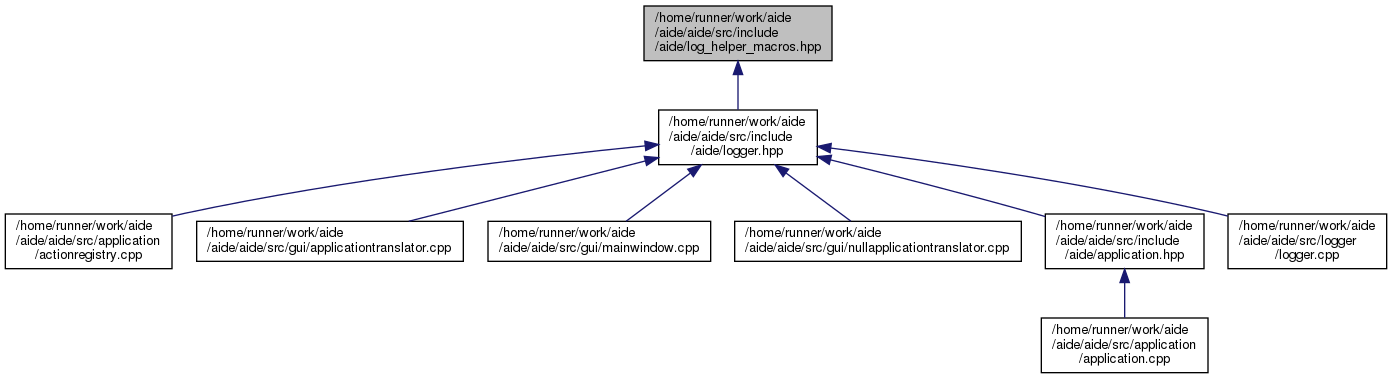 /home/runner/work/aide
/aide/aide/src/include
/aide/log_helper_macros.hpp
/home/runner/work/aide
/aide/aide/src/include
/aide/logger.hpp
/home/runner/work/aide
/aide/aide/src/application
/actionregistry.cpp
/home/runner/work/aide
/aide/aide/src/gui/applicationtranslator.cpp
/home/runner/work/aide
/aide/aide/src/gui/mainwindow.cpp
/home/runner/work/aide
/aide/aide/src/gui/nullapplicationtranslator.cpp
/home/runner/work/aide
/aide/aide/src/include
/aide/application.hpp
/home/runner/work/aide
/aide/aide/src/logger
/logger.cpp
/home/runner/work/aide
/aide/aide/src/application
/application.cpp